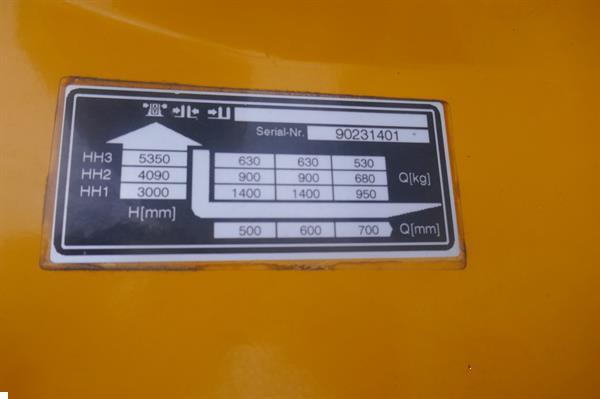 Serial-Nr. 90231401
HH3 5350 630 630 530
HH2 4090 900 900 680 Q[kg]
HH1 3000 1400 1400 950
H[mm]
500 600 700 Q[mm]